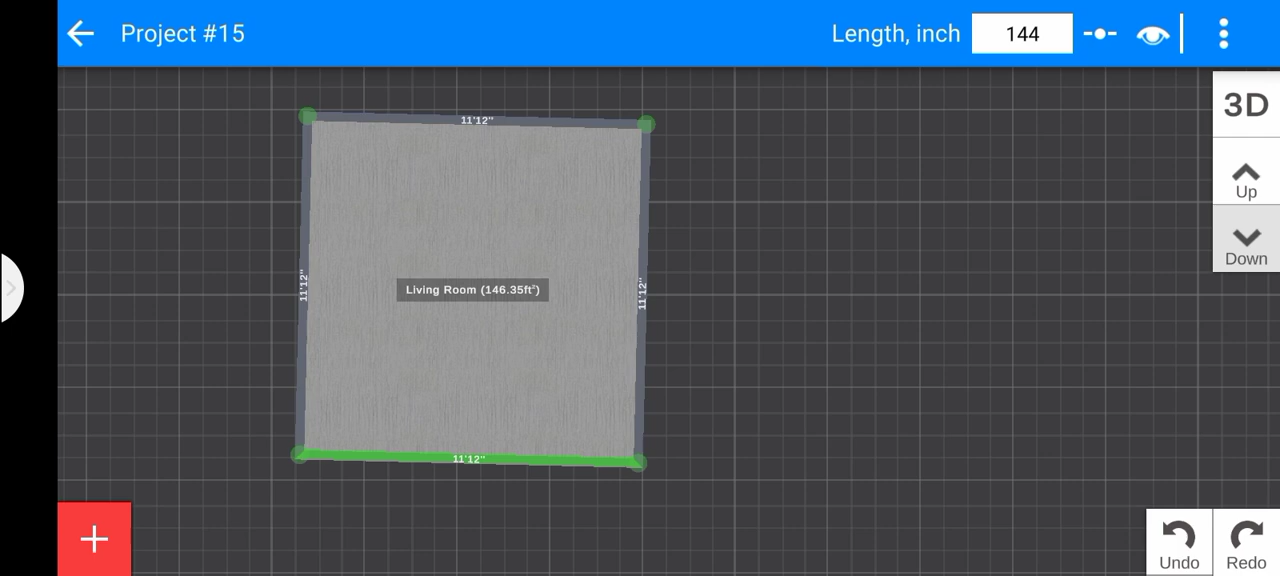 Project #15
Length, inch 144
3D
Up
Down
11'12''
11'12''
11'12''
Living Room (146.35ft²)
11'12''
Undo
Redo